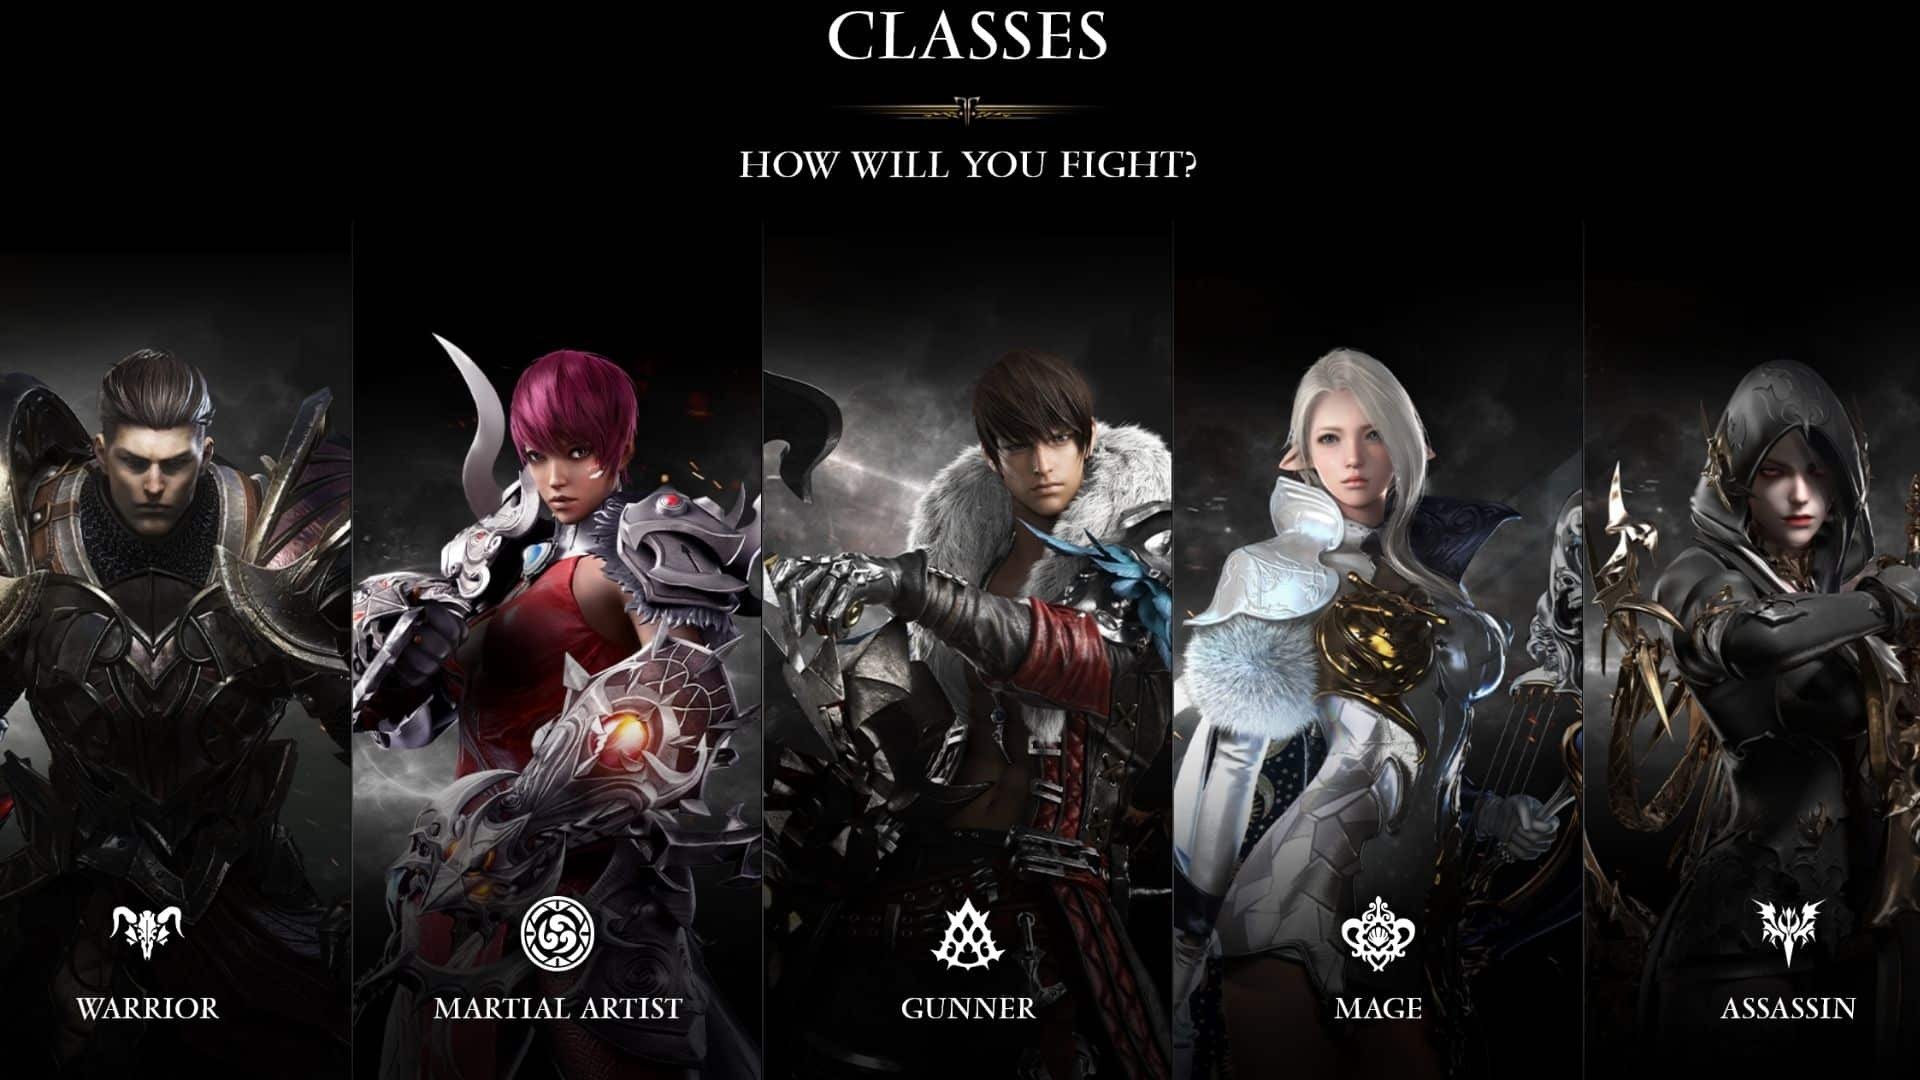 CLASSES
HOW WILL YOU FIGHT?
WARRIOR
MARTIAL ARTIST
GUNNER
MAGE
ASSASSIN